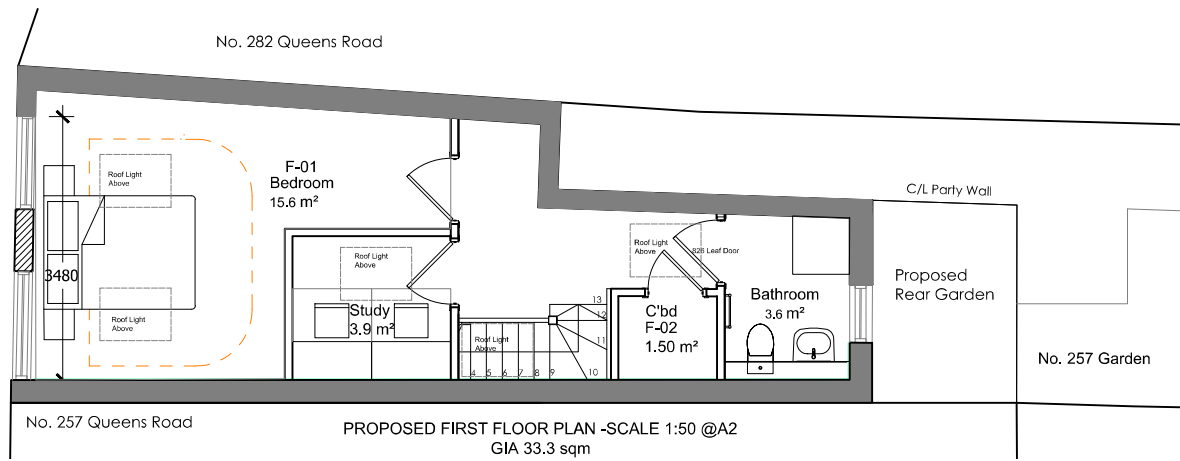 No. 282 Queens Road
Roof Light
Above
F-01
Bedroom
15.6 m²
C/L Party Wall
Roof Light
Above
826 Leaf Door
Roof Light
Above
3480
Proposed
Rear Garden
Bathroom
3.6 m²
Roof Light
Above
Study
3.9 m²
13
12
11
10
9
8
7
6
5
4
Roof Light
Above
C'bd
F-02
1.50 m²
No. 257 Garden
No. 257 Queens Road
PROPOSED FIRST FLOOR PLAN -SCALE 1:50 @A2
GIA 33.3 sqm